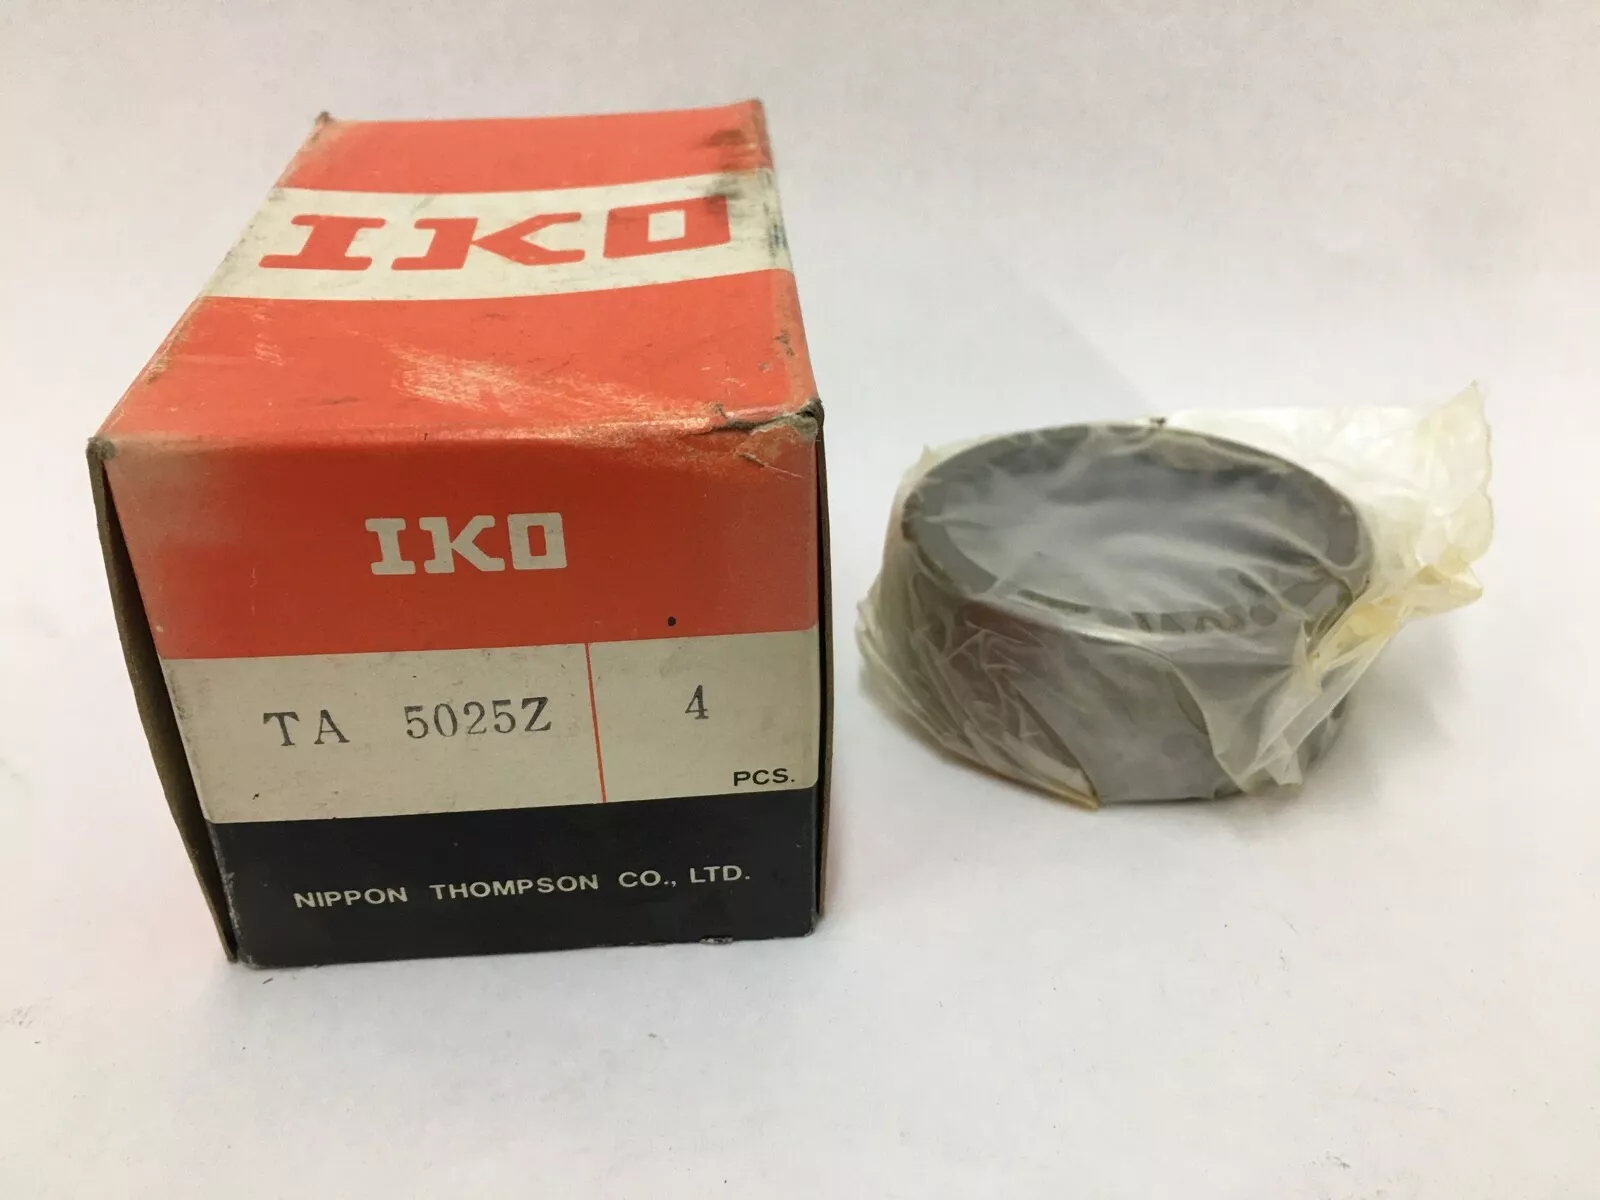 IKO
IKO
TA 5025Z 4
PCS.
NIPPON THOMPSON CO., LTD.